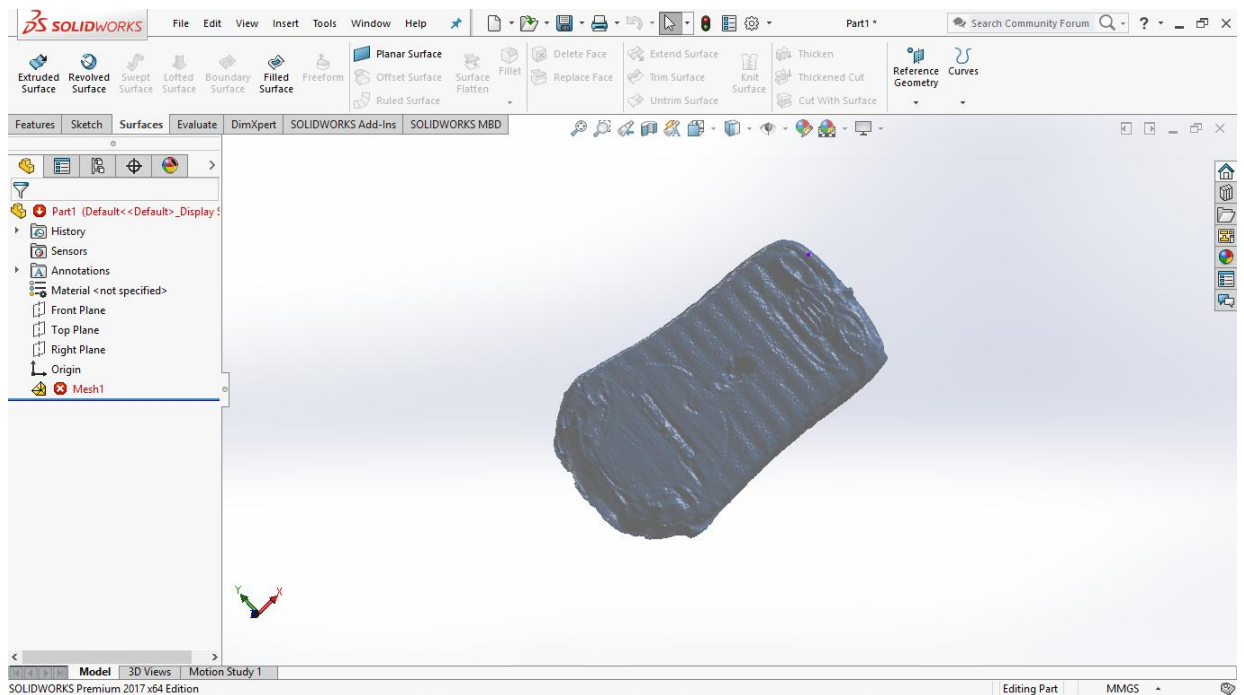 SOLIDWORKS File Edit View Insert Tools Window Help Part1 * Search Community Forum ?
Extruded Surface
Revolved Surface
Swept Surface
Lofted Surface
Boundary Surface
Filled Surface
Freeform
Planar Surface
Offset Surface
Ruled Surface
Surface Flatten
Fillet
Delete Face
Replace Face
Extend Surface
Trim Surface
Untrim Surface
Knit Surface
Thicken
Thickened Cut
Cut With Surface
Reference Geometry
Curves
Features Sketch Surfaces Evaluate DimXpert SOLIDWORKS Add-Ins SOLIDWORKS MBD
Part1 (Default<<Default>_Display S
History
Sensors
A Annotations
Material <not specified>
Front Plane
Top Plane
Right Plane
Origin
Mesh1
Y X
Model 3D Views Motion Study 1
SOLIDWORKS Premium 2017 x64 Edition Editing Part MMGS